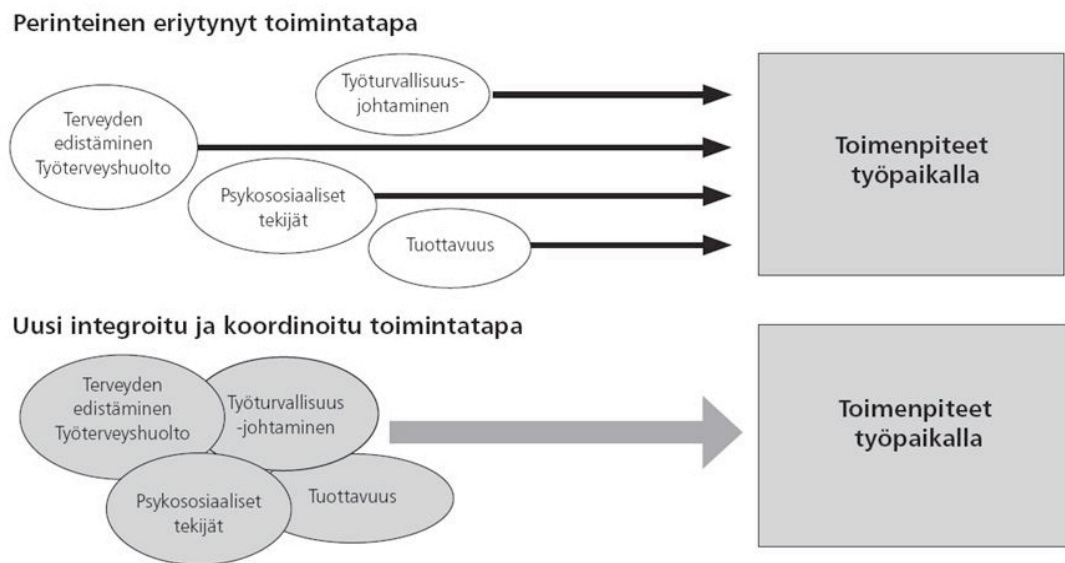 Perinteinen eriytynyt toimintatapa
Työturvallisuus-
johtaminen
Terveyden
edistäminen
Työterveyshuolto
Psykososiaaliset
tekijät
Tuottavuus
Toimenpiteet
työpaikalla
Uusi integroitu ja koordinoitu toimintatapa
Terveyden
edistäminen
Työterveyshuolto
Työturvallisuus
-johtaminen
Psykososiaaliset
tekijät
Tuottavuus
Toimenpiteet
työpaikalla